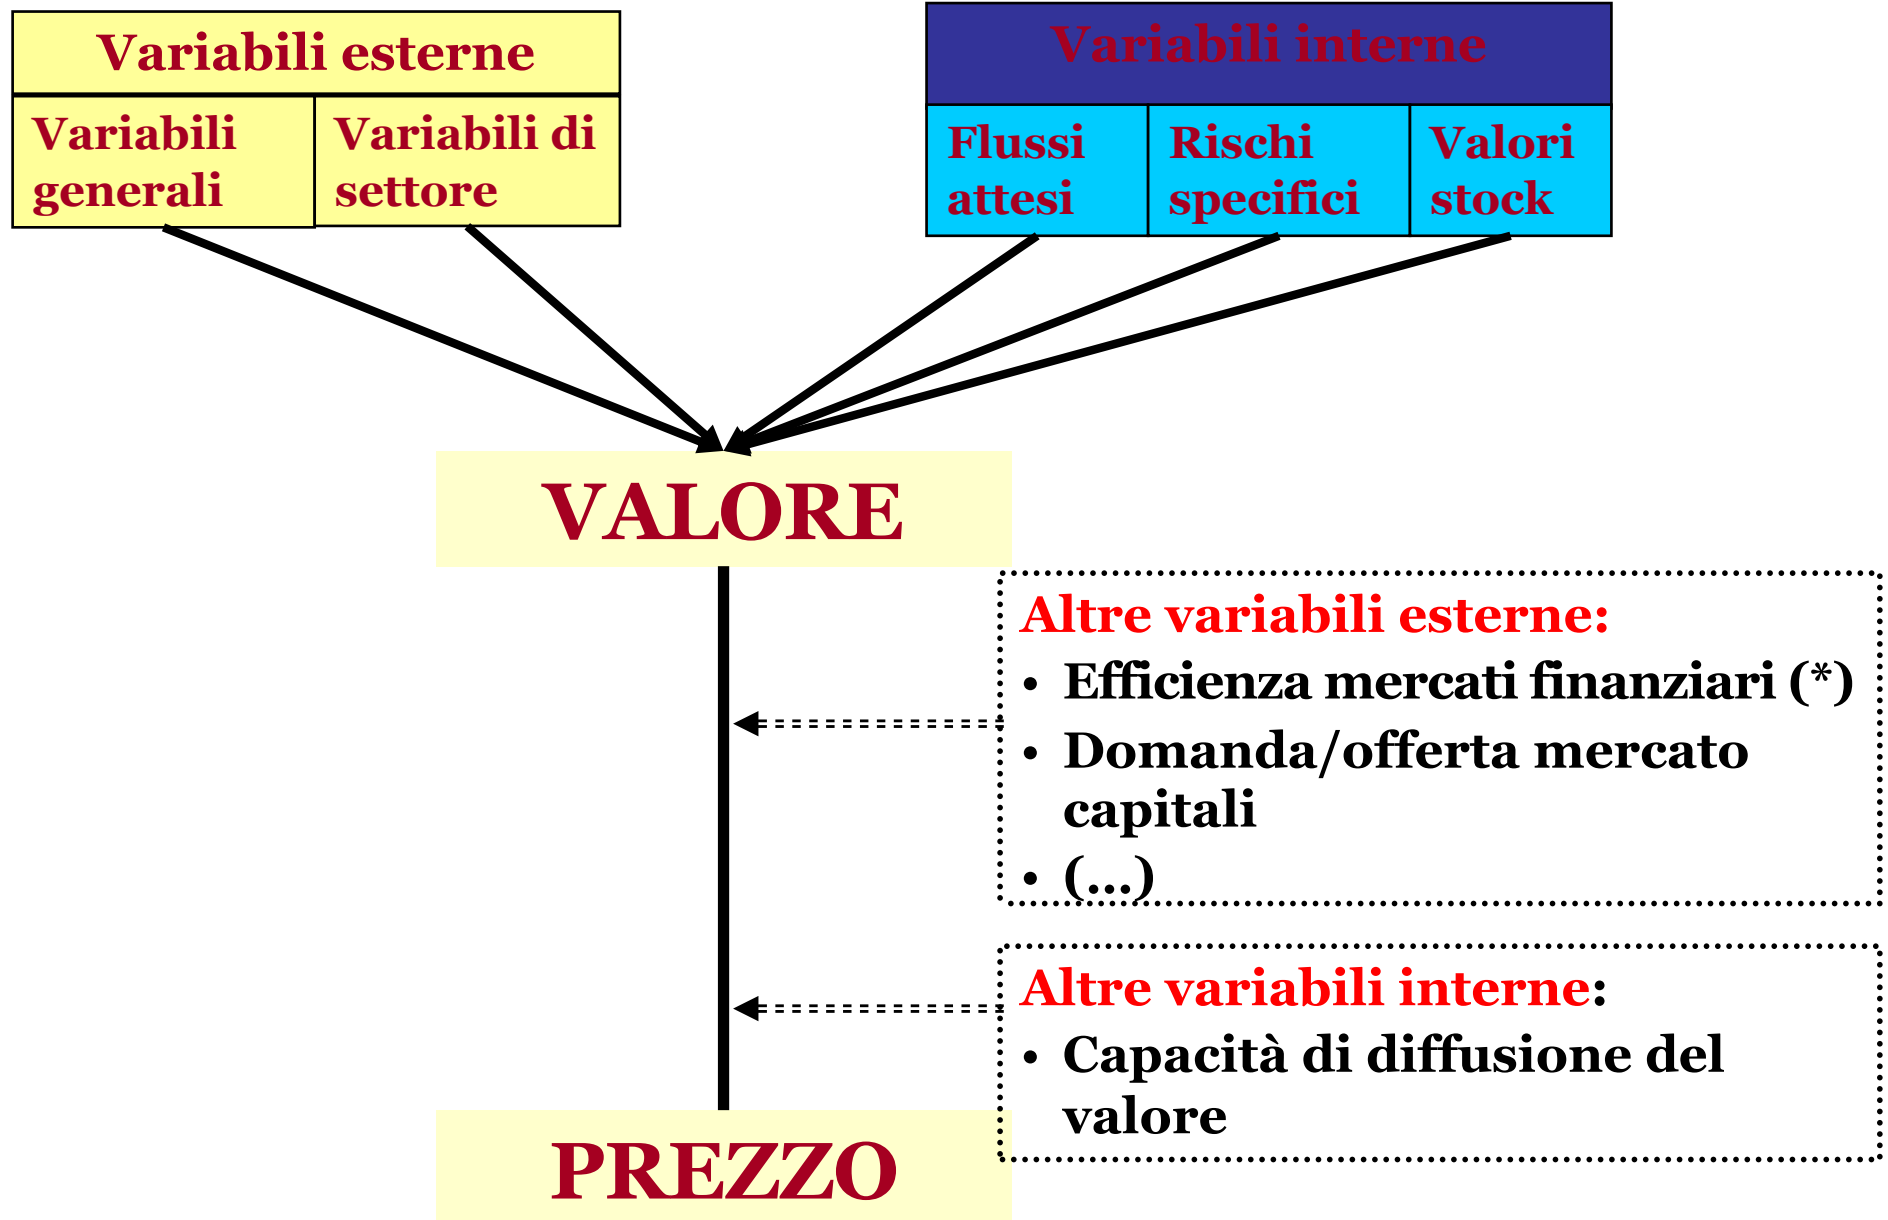 Variabili esterne
Variabili interne
Variabili
generali
Variabili di
settore
Flussi
attesi
Rischi
specifici
Valori
stock
VALORE
Altre variabili esterne:
• Efficienza mercati finanziari (*)
• Domanda/offerta mercato
capitali
• (...)
Altre variabili interne:
• Capacità di diffusione del
valore
PREZZO